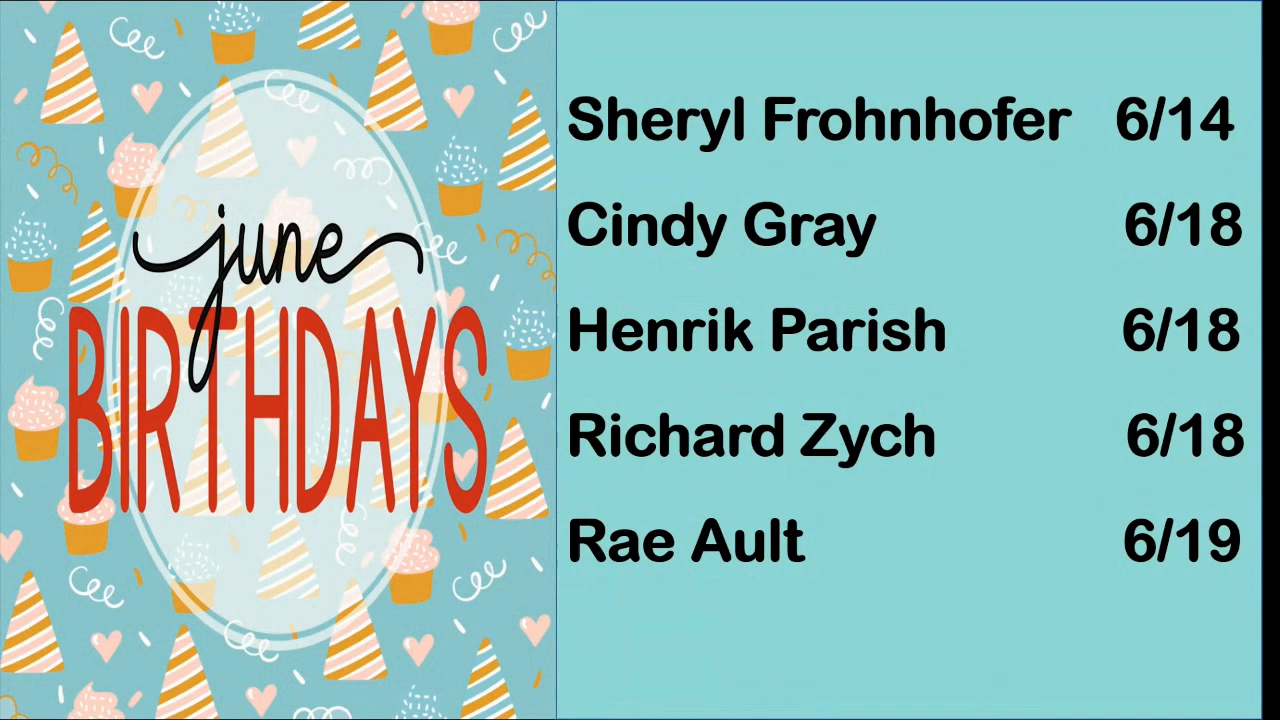 june
BIRTHDAYS
Sheryl Frohnhofer 6/14
Cindy Gray 6/18
Henrik Parish 6/18
Richard Zych 6/18
Rae Ault 6/19